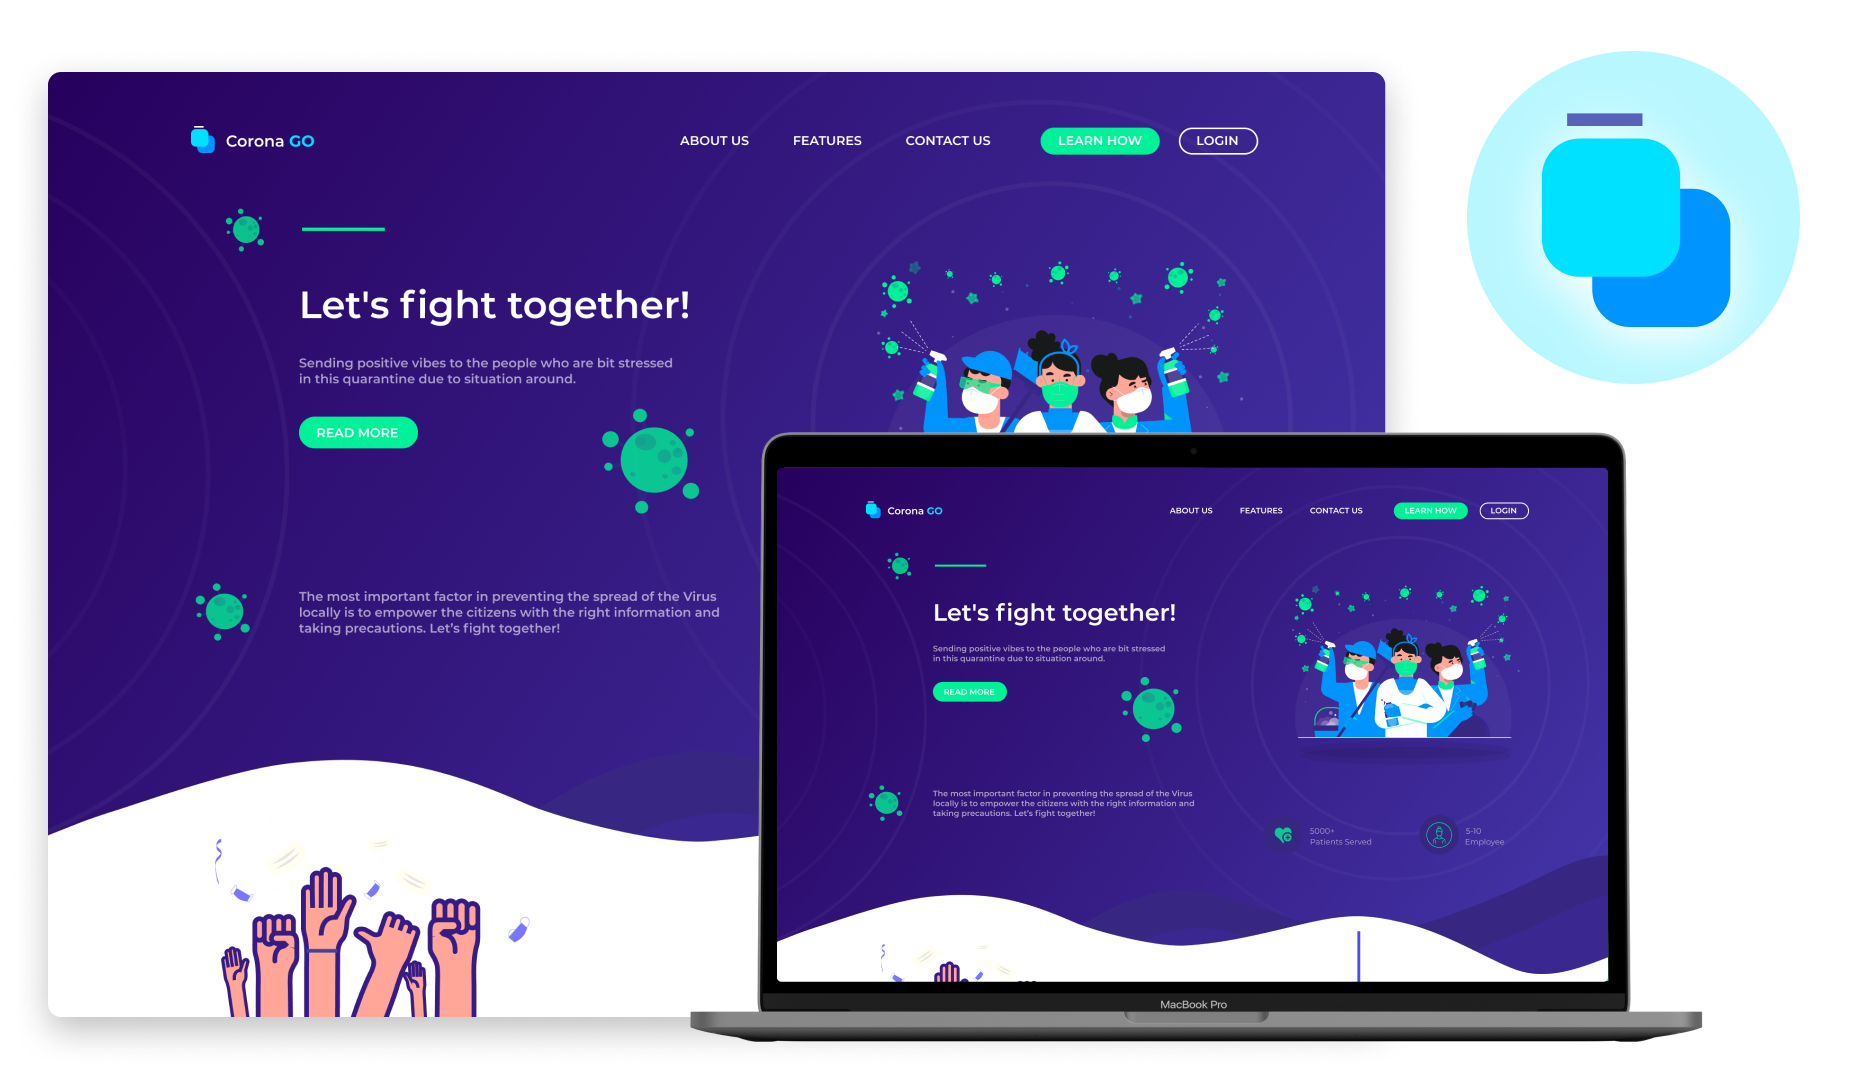 Corona GO
ABOUT US
FEATURES
CONTACT US
LEARN HOW
LOGIN
Let's fight together!
Sending positive vibes to the people who are bit stressed
in this quarantine due to situation around.
READ MORE
The most important factor in preventing the spread of the Virus
locally is to empower the citizens with the right information and
taking precautions. Let's fight together!
Corona GO
ABOUT US
FEATURES
CONTACT US
LEARN HOW
LOGIN
Let's fight together!
Sending positive vibes to the people who are bit stressed
in this quarantine due to situation around.
READ MORE
The most important factor in preventing the spread of the Virus
locally is to empower the citizens with the right information and
taking precautions. Let's fight together!
5000+
Patients Served
5-10
Employee
MacBook Pro